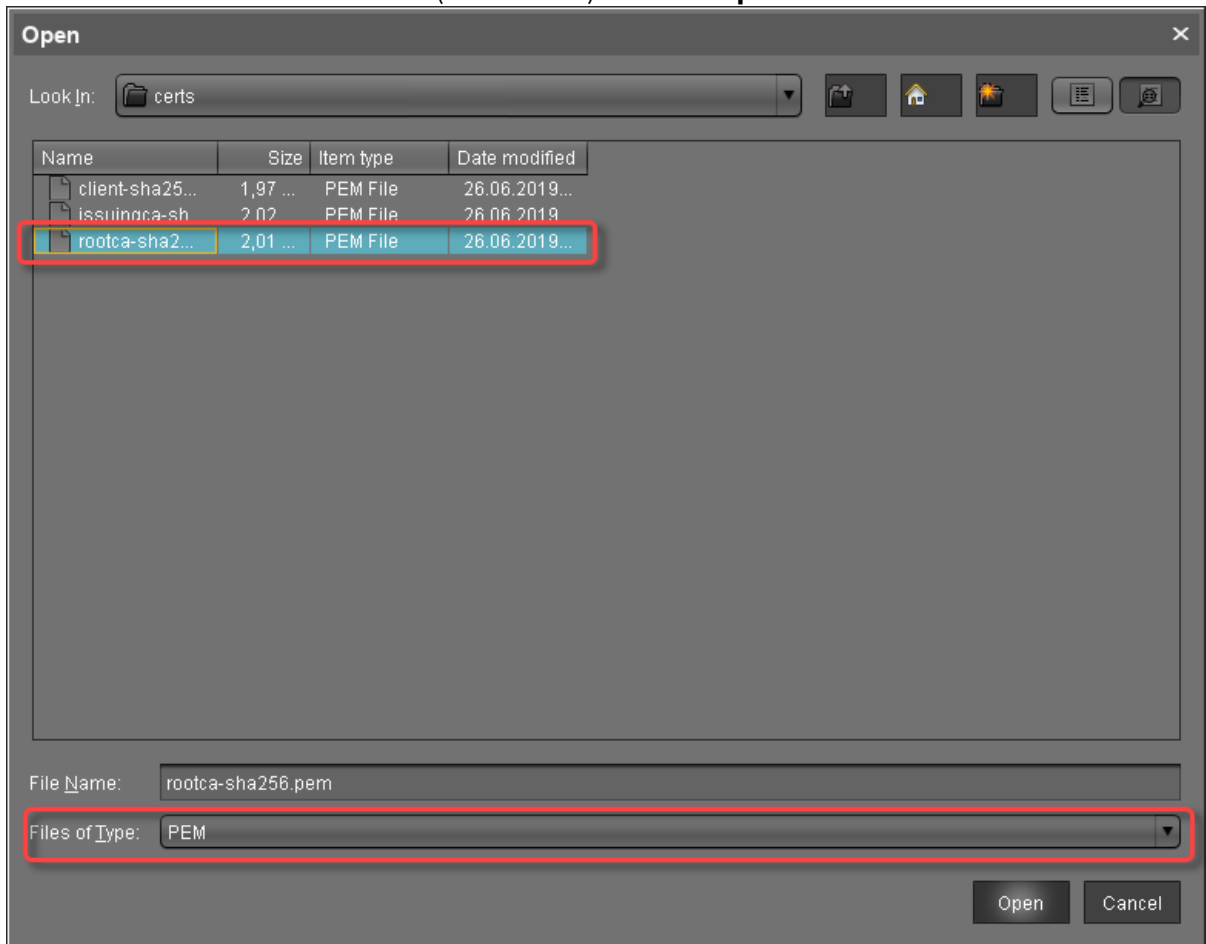 Open
Look In: certs
Name Size Item type Date modified
client-sha25... 1,97 ... PEM File 26.06.2019...
issuingca-sh 2,02 PEM File 26.06.2019
rootca-sha2... 2,01 ... PEM File 26.06.2019...
File Name: rootca-sha256.pem
Files of Type: PEM
Open Cancel